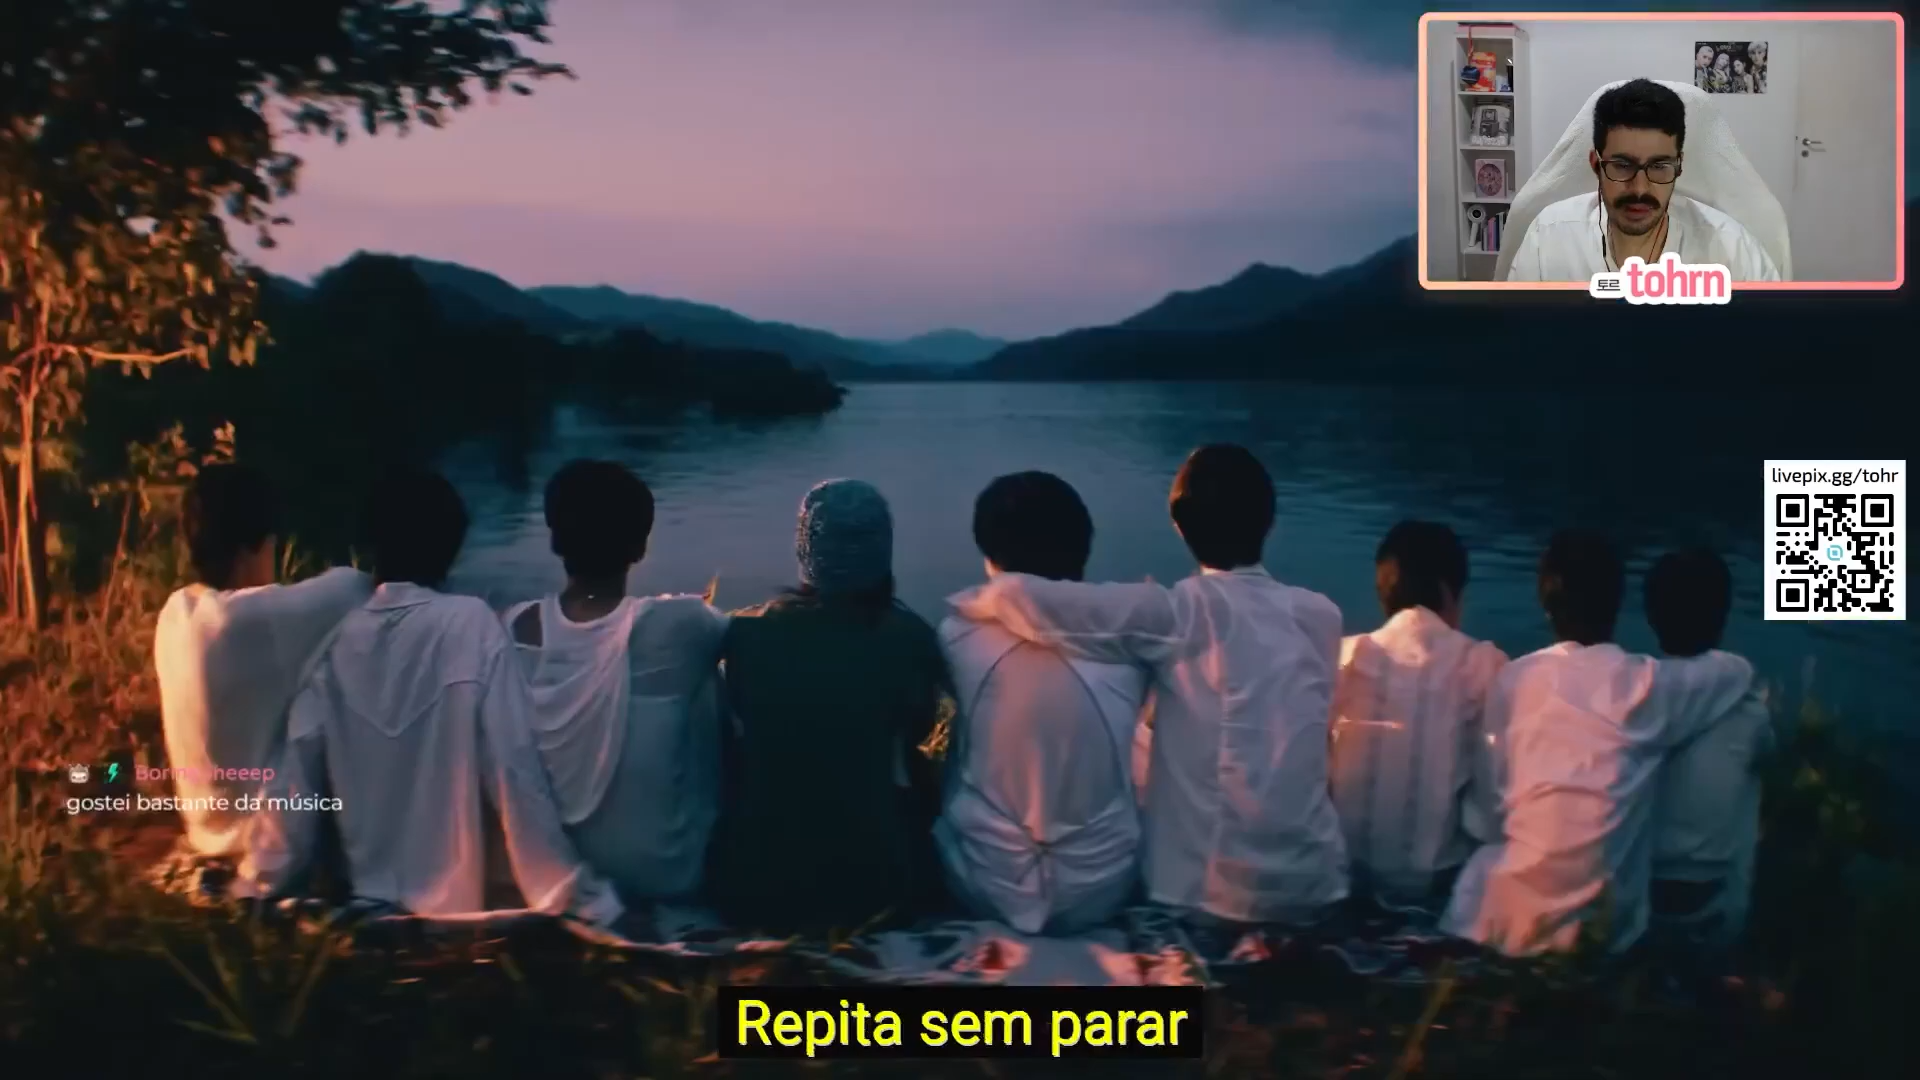 토르 tohrn
livepix.gg/tohr
gostei bastante da música
Repita sem parar